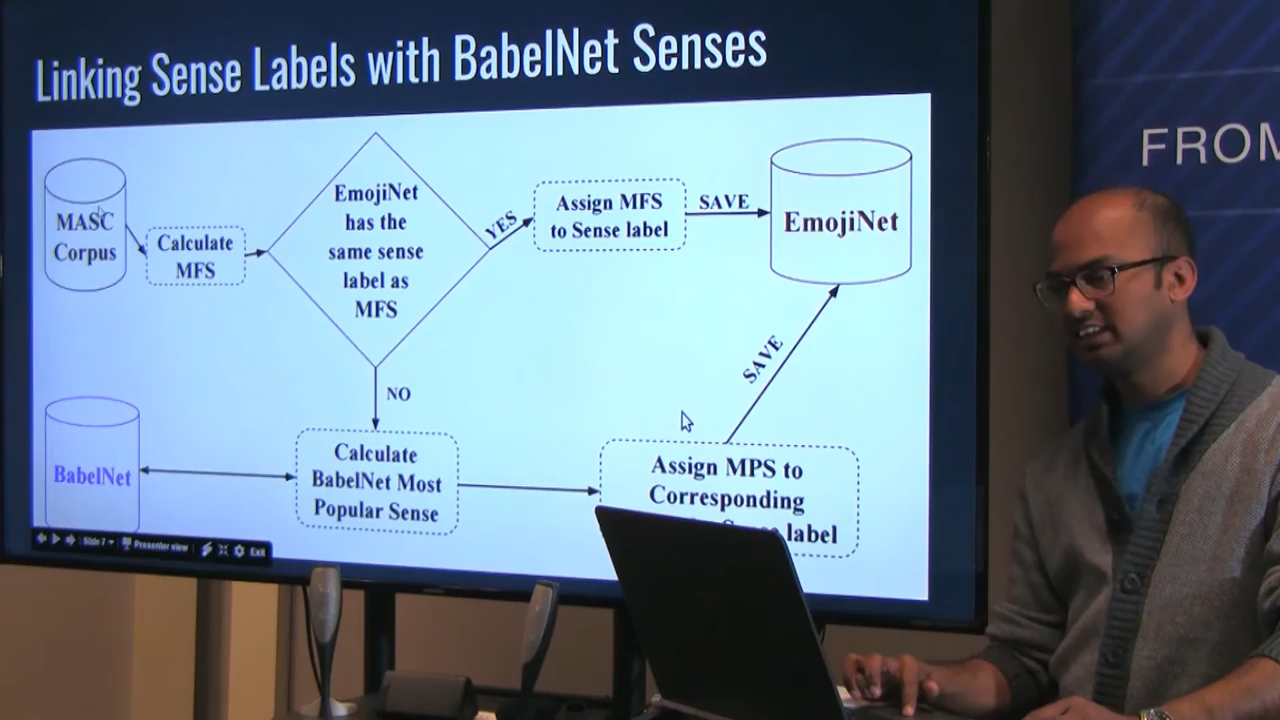 Linking Sense Labels with BabelNet Senses
MASC
Corpus
Calculate
MFS
EmojiNet
has the
same sense
label as
MFS
YES
Assign MFS
to Sense label
SAVE
EmojiNet
NO
SAVE
BabelNet
Calculate
BabelNet Most
Popular Sense
Assign MPS to
Corresponding
Sense label
Slide 7
Presenter view
Exit
FROM